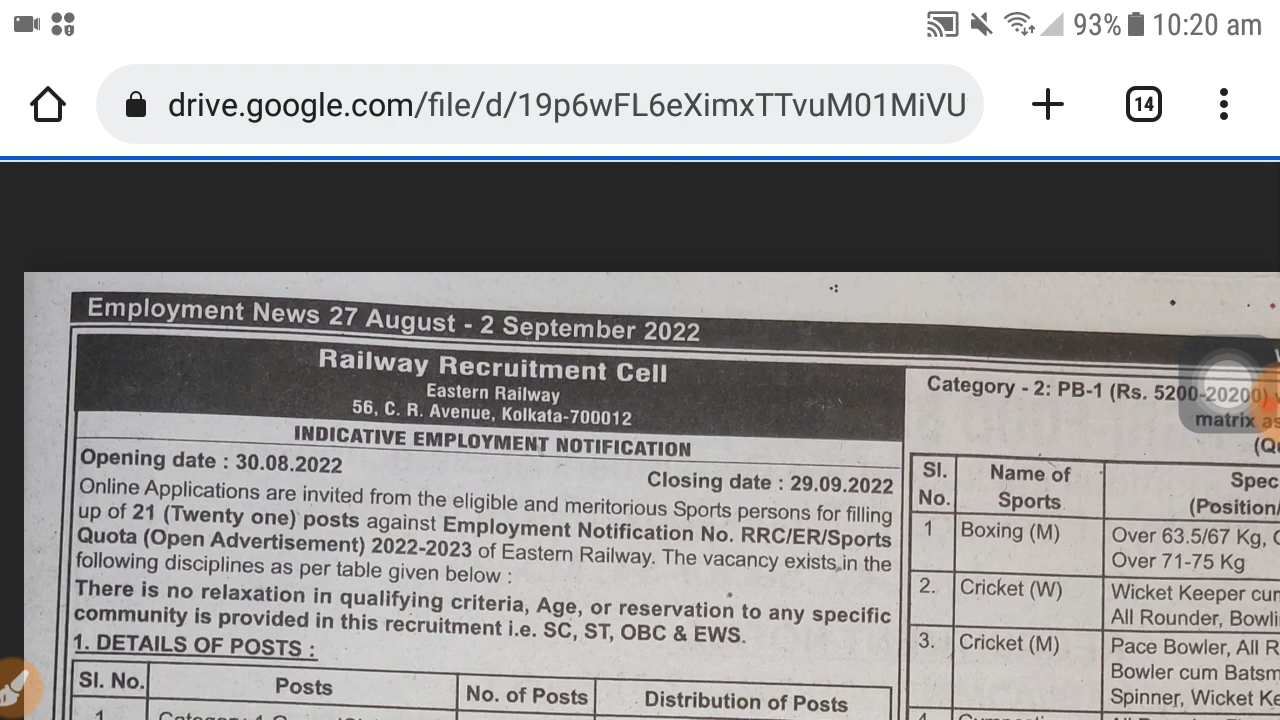 93% 10:20 am
drive.google.com/file/d/19p6wFL6eXimxTTvuM01MiVU
14
Employment News 27 August - 2 September 2022
Railway Recruitment Cell
Eastern Railway
56, C. R. Avenue, Kolkata-700012
INDICATIVE EMPLOYMENT NOTIFICATION
Opening date : 30.08.2022
Closing date : 29.09.2022
Online Applications are invited from the eligible and meritorious Sports persons for filling
up of 21 (Twenty one) posts against Employment Notification No. RRC/ER/Sports
Quota (Open Advertisement) 2022-2023 of Eastern Railway. The vacancy exists in the
following disciplines as per table given below :
There is no relaxation in qualifying criteria, Age, or reservation to any specific
community is provided in this recruitment i.e. SC, ST, OBC & EWS.
1. DETAILS OF POSTS :
Sl. No. Posts No. of Posts Distribution of Posts
1
Category - 2: PB-1 (Rs. 5200-20200)
matrix as
Sl. No. Name of Sports Spec
(Position/
1 Boxing (M) Over 63.5/67 Kg,
Over 71-75 Kg
2. Cricket (W) Wicket Keeper cum
All Rounder, Bowli
3. Cricket (M) Pace Bowler, All R
Bowler cum Batsm
Spinner, Wicket Ke